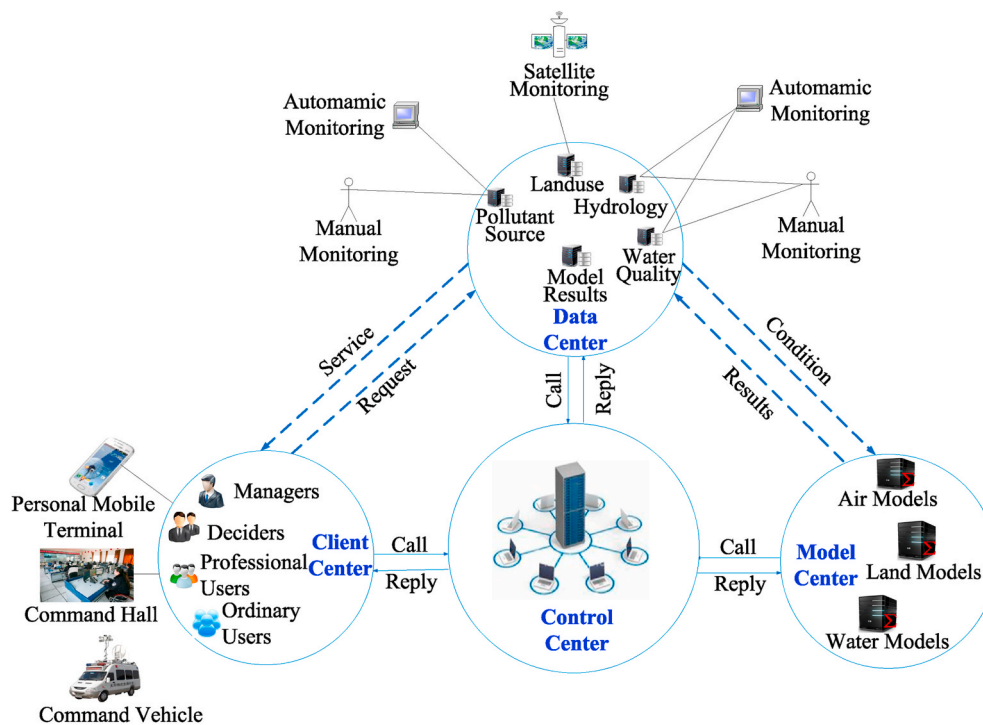 Satellite
Monitoring
Automamic
Monitoring
Automamic
Monitoring
Landuse
Hydrology
Pollutant
Source
Manual
Monitoring
Manual
Monitoring
Water
Quality
Model
Results
Data
Center
Service
Request
Call
Reply
Condition
Results
Personal Mobile
Terminal
Command Hall
Command Vehicle
Managers
Deciders
Professional
Users
Ordinary
Users
Client
Center
Call
Reply
Control
Center
Call
Reply
Model
Center
Air Models
Land Models
Water Models